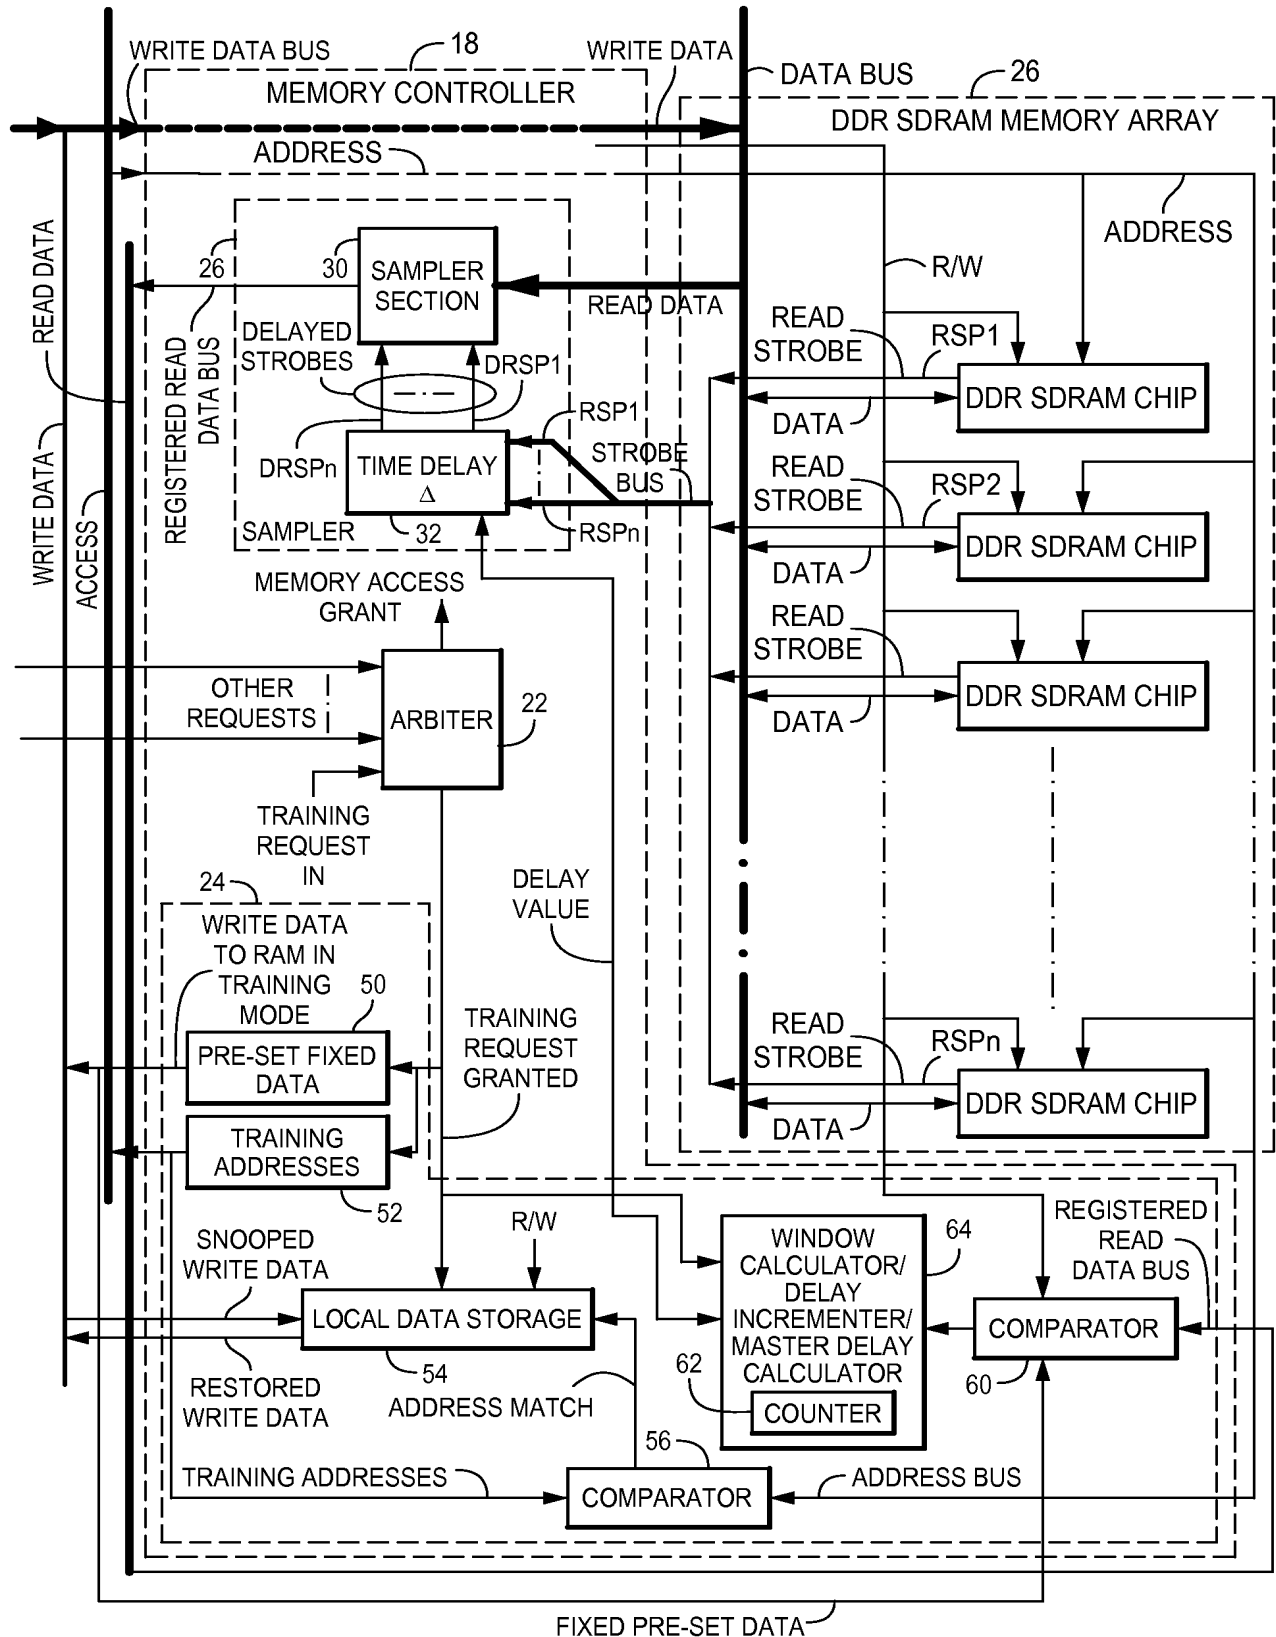 WRITE DATA BUS
18
WRITE DATA
DATA BUS
26
MEMORY CONTROLLER
DDR SDRAM MEMORY ARRAY
ADDRESS
ADDRESS
READ DATA
26
30
SAMPLER
SECTION
READ DATA
R/W
REGISTERED READ
DATA BUS
DELAYED
STROBES
DRSP1
DRSPn
TIME DELAY
Δ
32
SAMPLER
RSP1
STROBE
BUS
RSPn
READ
STROBE
RSP1
DDR SDRAM CHIP
DATA
READ
STROBE
RSP2
DDR SDRAM CHIP
DATA
READ
STROBE
DDR SDRAM CHIP
DATA
WRITE DATA
ACCESS
MEMORY ACCESS
GRANT
OTHER
REQUESTS
ARBITER
22
TRAINING
REQUEST
IN
DELAY
VALUE
24
WRITE DATA
TO RAM IN
TRAINING
MODE
50
PRE-SET FIXED
DATA
TRAINING
REQUEST
GRANTED
READ
STROBE
RSPn
DDR SDRAM CHIP
DATA
TRAINING
ADDRESSES
52
SNOOPED
WRITE DATA
R/W
LOCAL DATA STORAGE
54
RESTORED
WRITE DATA
ADDRESS MATCH
WINDOW
CALCULATOR/
DELAY
INCREMENTER/
MASTER DELAY
CALCULATOR
64
62
COUNTER
REGISTERED
READ
DATA BUS
COMPARATOR
60
56
TRAINING ADDRESSES
COMPARATOR
ADDRESS BUS
FIXED PRE-SET DATA